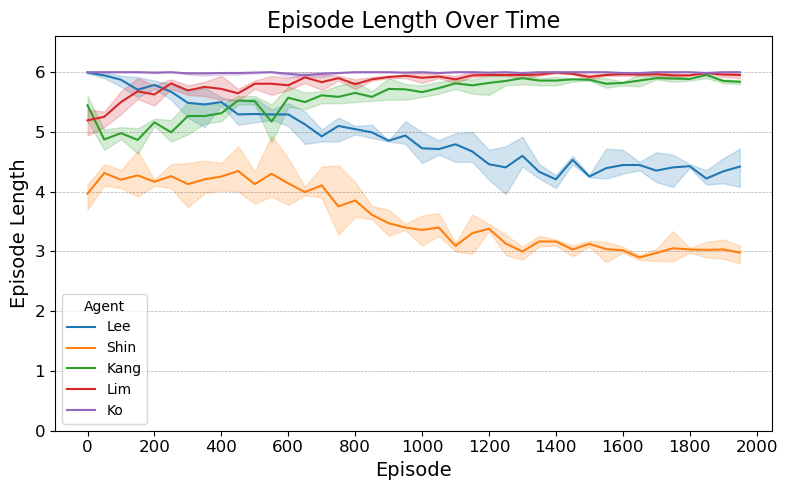 Episode Length Over Time
Episode Length
6
5
4
3
2
1
0
Agent
Lee
Shin
Kang
Lim
Ko
0 200 400 600 800 1000 1200 1400 1600 1800 2000
Episode